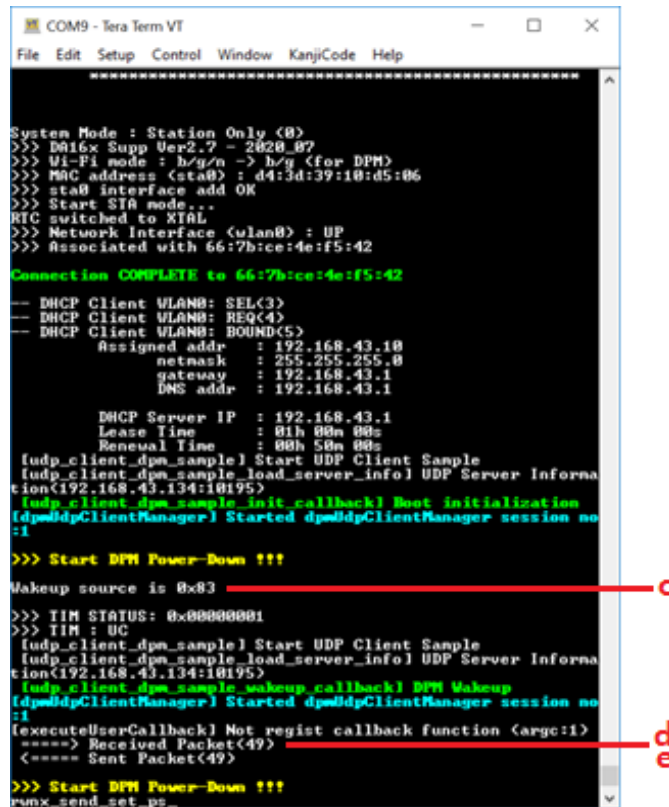 COM9 - Tera Term VT
File Edit Setup Control Window KanjiCode Help
*******************************************************
System Mode : Station Only (0)
>>> DA16x Supp Ver2.7 - 2020_07
>>> Wi-Fi mode : b/g/n -> b/g (for DPM)
>>> MAC address (sta0) : d4:3d:39:10:d5:06
>>> sta0 interface add OK
>>> Start STA mode...
RTC switched to XTAL
>>> Network Interface (wlan0) : UP
>>> Associated with 66:7b:ce:4e:f5:42
Connection COMPLETE to 66:7b:ce:4e:f5:42
-- DHCP Client WLAN0: SEL(3)
-- DHCP Client WLAN0: REQ(4)
-- DHCP Client WLAN0: BOUND(5)
Assigned addr : 192.168.43.10
netmask : 255.255.255.0
gateway : 192.168.43.1
DNS addr : 192.168.43.1
DHCP Server IP : 192.168.43.1
Lease Time : 01h 00m 00s
Renewal Time : 00h 50m 00s
[udp_client_dpm_sample] Start UDP Client Sample
[udp_client_dpm_sample_load_server_info] UDP Server Informa
tion(192.168.43.134:10195)
[udp_client_dpm_sample_init_callback] Boot initialization
[dpmUdpClientManager] Started dpmUdpClientManager session no
:1
>>> Start DPM Power-Down !!!
Wakeup source is 0x83
c
>>> TIM STATUS: 0x00000001
>>> TIM : UC
[udp_client_dpm_sample] Start UDP Client Sample
[udp_client_dpm_sample_load_server_info] UDP Server Informa
tion(192.168.43.134:10195)
[udp_client_dpm_sample_wakeup_callback] DPM Wakeup
[dpmUdpClientManager] Started dpmUdpClientManager session no
:1
[executeUserCallback] Not regist callback function (argc:1)
=====> Received Packet(49)
d
<===== Sent Packet(49)
e
>>> Start DPM Power-Down !!!
rwnx_send_set_ps_